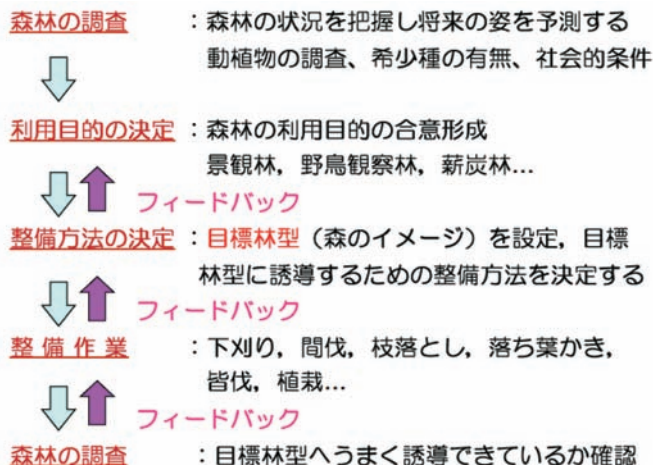 森林の調査　：森林の状況を把握し将来の姿を予測する
動植物の調査、希少種の有無、社会的条件
利用目的の決定：森林の利用目的の合意形成
景観林，野鳥観察林，薪炭林…
フィードバック
整備方法の決定：目標林型（森のイメージ）を設定，目標
林型に誘導するための整備方法を決定する
フィードバック
整 備 作 業　：下刈り，間伐，枝落とし，落ち葉かき，
皆伐，植栽…
フィードバック
森林の調査　：目標林型へうまく誘導できているか確認